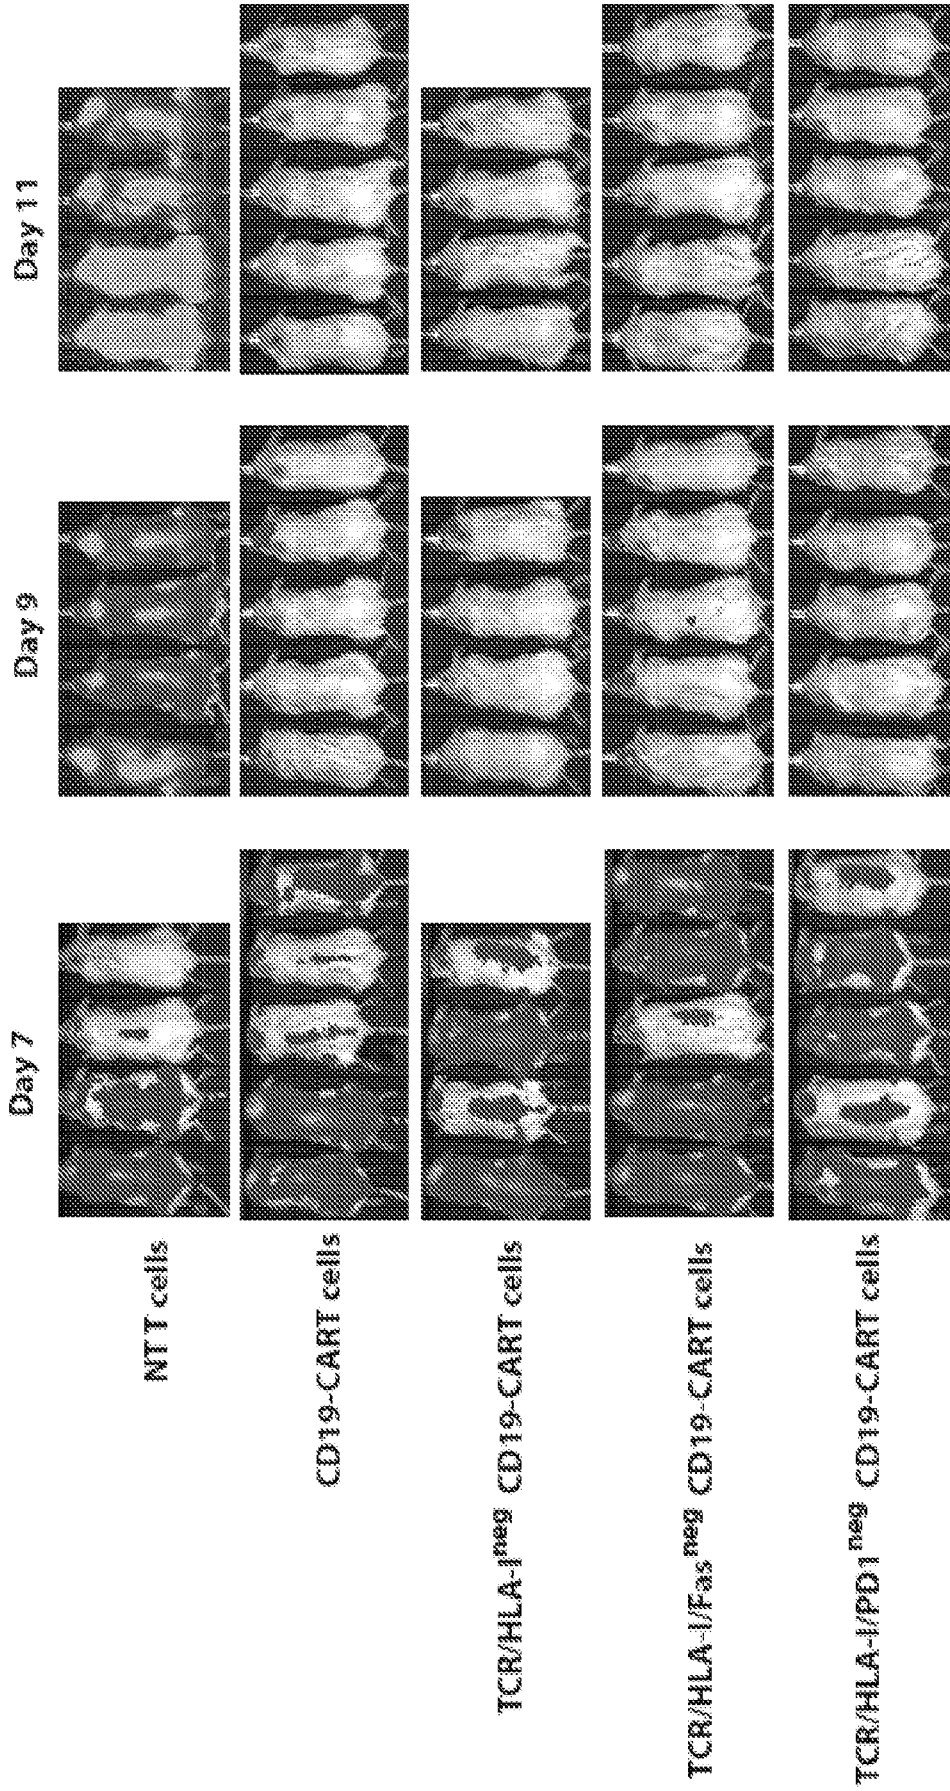 Day 7
Day 9
Day 11
NT T cells
CD19-CART cells
TCR/HLA-I^neg CD19-CART cells
TCR/HLA-I/Fas^neg CD19-CART cells
TCR/HLA-I/PD1^neg CD19-CART cells